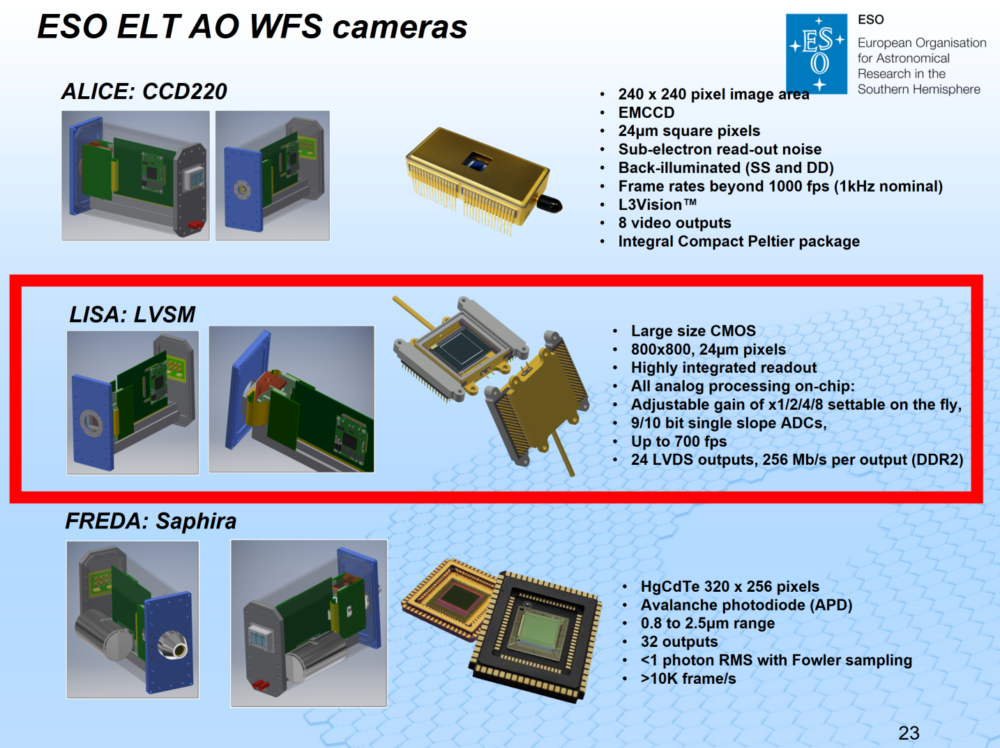 ESO ELT AO WFS cameras
ES
O
ESO
European Organisation
for Astronomical
Research in the
Southern Hemisphere
ALICE: CCD220
• 240 x 240 pixel image area
• EMCCD
• 24µm square pixels
• Sub-electron read-out noise
• Back-illuminated (SS and DD)
• Frame rates beyond 1000 fps (1kHz nominal)
• L3Vision™
• 8 video outputs
• Integral Compact Peltier package
LISA: LVSM
• Large size CMOS
• 800x800, 24µm pixels
• Highly integrated readout
• All analog processing on-chip:
• Adjustable gain of x1/2/4/8 settable on the fly,
• 9/10 bit single slope ADCs,
• Up to 700 fps
• 24 LVDS outputs, 256 Mb/s per output (DDR2)
FREDA: Saphira
• HgCdTe 320 x 256 pixels
• Avalanche photodiode (APD)
• 0.8 to 2.5µm range
• 32 outputs
• <1 photon RMS with Fowler sampling
• >10K frame/s
23